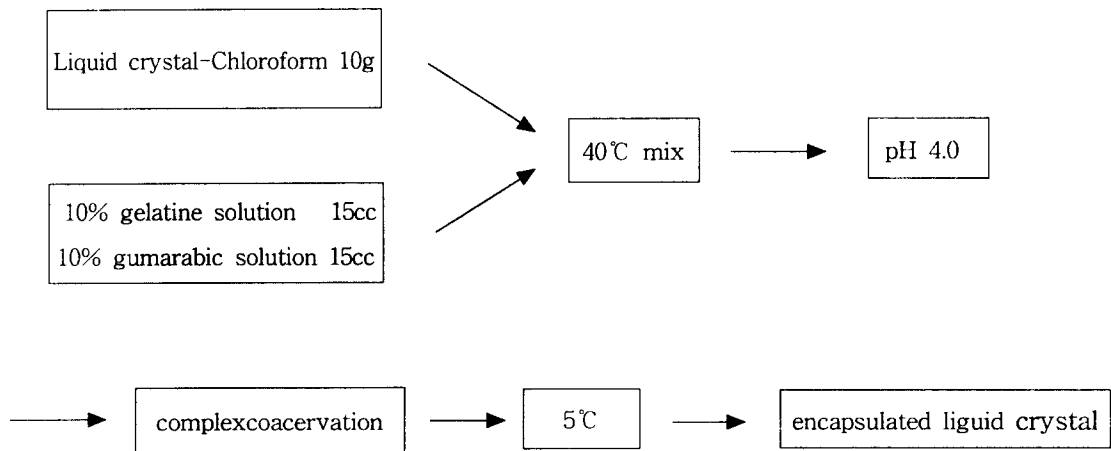 Liquid crystal-Chloroform 10g
10% gelatine solution 15cc
10% gumarabic solution 15cc
40℃ mix
pH 4.0
complexcoacervation
5℃
encapsulated liguid crystal